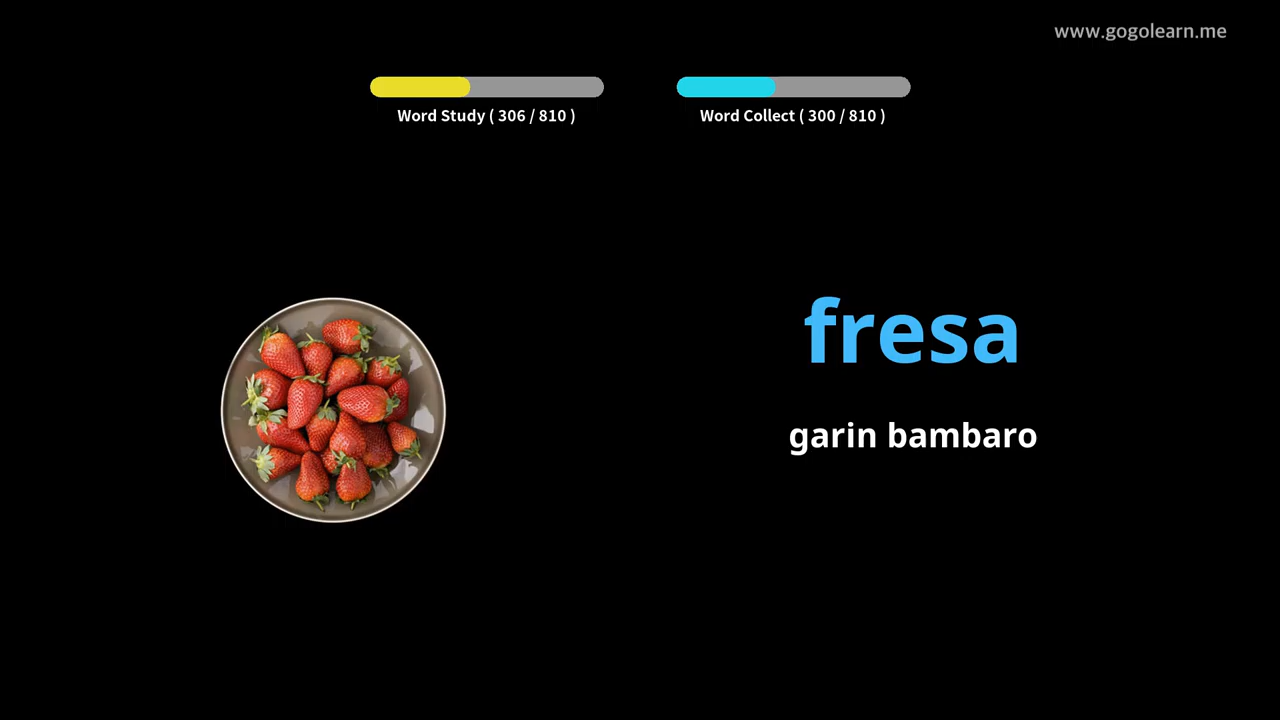 www.gogolearn.me
Word Study ( 306 / 810 )
Word Collect ( 300 / 810 )
fresa
garin bambaro